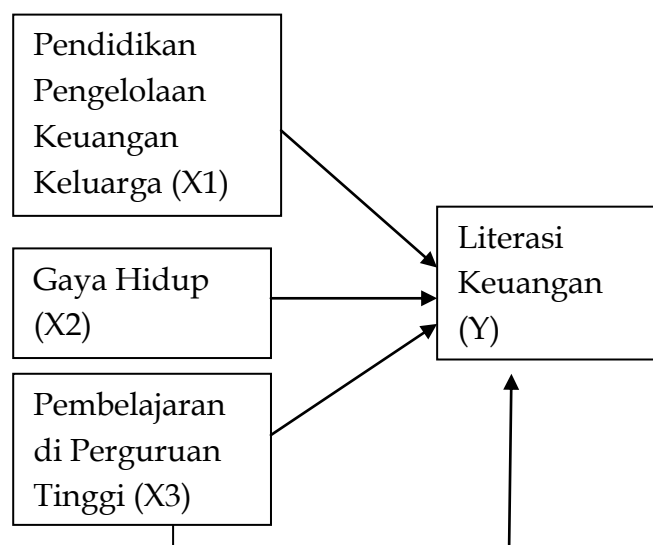 Pendidikan
Pengelolaan
Keuangan
Keluarga (X1)
Gaya Hidup
(X2)
Pembelajaran
di Perguruan
Tinggi (X3)
Literasi
Keuangan
(Y)